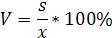 V = s/x * 100%